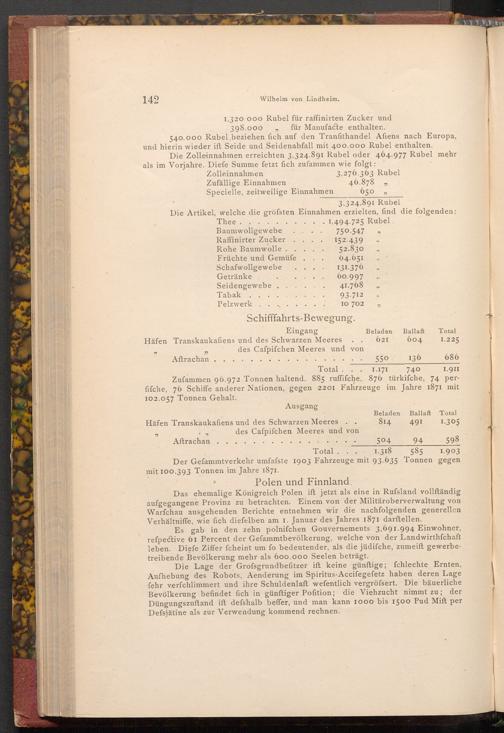 142 Wilhelm von Lindheim.
1.320 000 Rubel für raffinirten Zucker und
398.000 „ für Manufacte enthalten.
540.000 Rubel beziehen ſich auf den Tranſithandel Aſiens nach Europa,
und hierin wieder iſt Seide und Seidenabfall mit 400.000 Rubel enthalten.
Die Zolleinnahmen erreichten 3,324.891 Rubel oder 464.977 Rubel mehr
als im Vorjahre. Dieſe Summe ſetzt ſich zuſammen wie folgt:
Zolleinnahmen 3.276.363 Rubel
Zufällige Einnahmen 46.878 „
Specielle, zeitweilige Einnahmen 650 „
3.324.891 Rubel
Die Artikel, welche die gröſsten Einnahmen erzielten, ſind die folgenden:
Thee . . . . . . . . . . 1,494.725 Rubel
Baumwollgewebe . . . . 750.547 „
Raffinirter Zucker . . . . 152.439 „
Rohe Baumwolle . . . . . 52.830 „
Früchte und Gemüſe . . . 64.651 „
Schafwollgewebe . . . 131.376 „
Getränke . . . . . 60.997 „
Seidengewebe . . . . . . 41.768 „
Tabak . . . . . . . . . 93.712 „
Pelzwerk . . . . . . . . 10 702 „
Schifffahrts-Bewegung.
Eingang Beladen Ballaſt Total
Häfen Transkaukaſiens und des Schwarzen Meeres . . 621 604 1.225
„ „ des Caſpiſchen Meeres und von
Aſtrachan . . . . . . . . . . . . . . . . 550 136 686
Total . . . 1.171 740 1.911
Zuſammen 96.972 Tonnen haltend. 885 ruſſiſche, 876 türkiſche, 74 per-
ſiſche, 76 Schiffe anderer Nationen, gegen 2201 Fahrzeuge im Jahre 1871 mit
102.057 Tonnen Gehalt.
Ausgang
Beladen Ballaſt Total
Häfen Transkaukaſiens und des Schwarzen Meeres . . 814 491 1.305
„ „ des Caſpiſchen Meeres und von
Aſtrachan . . . . . . . . . . . . . . . . 504 94 598
Total . . . 1.318 585 1.903
Der Geſammtverkehr umfaſste 1903 Fahrzeuge mit 93.635 Tonnen gegen
mit 100.393 Tonnen im Jahre 1871.
Polen und Finnland.
Das ehemalige Königreich Polen iſt jetzt als eine in Ruſsland vollſtändig
aufgegangene Provinz zu betrachten. Einem von der Militäroberverwaltung von
Warſchau ausgehenden Berichte entnehmen wir die nachfolgenden generellen
Verhältniſſe, wie ſich dieſelben am 1. Januar des Jahres 1871 darſtellen.
Es gab in den zehn polniſchen Gouvernements 3,691.994 Einwohner,
reſpective 61 Percent der Geſammtbevölkerung, welche von der Landwirthſchaft
leben. Dieſe Ziffer ſcheint um ſo bedeutender, als die jüdiſche, zumeiſt gewerbe-
treibende Bevölkerung mehr als 600.000 Seelen beträgt.
Die Lage der Groſsgrundbeſitzer iſt keine günſtige; ſchlechte Ernten,
Aufhebung des Robots, Aenderung im Spiritus-Acciſegeſetz haben deren Lage
ſehr verſchlimmert und ihre Schuldenlaſt weſentlich vergröſsert. Die bäuerliche
Bevölkerung befindet ſich in günſtiger Poſition; die Viehzucht nimmt zu; der
Düngungszuſtand iſt deſshalb beſſer, und man kann 1000 bis 1500 Pud Miſt per
Deſsjätine als zur Verwendung kommend rechnen.